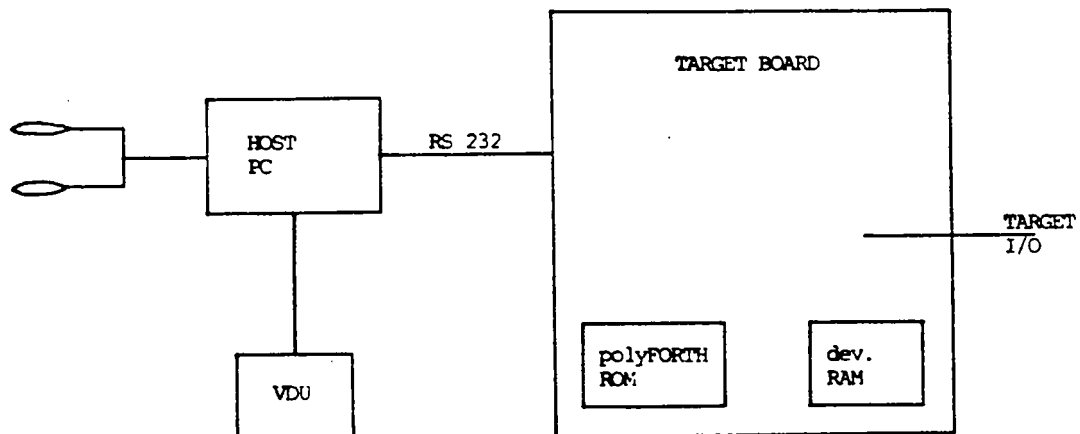 TARGET BOARD
HOST
PC
RS 232
TARGET
I/O
polyFORTH
ROM
dev.
RAM
VDU